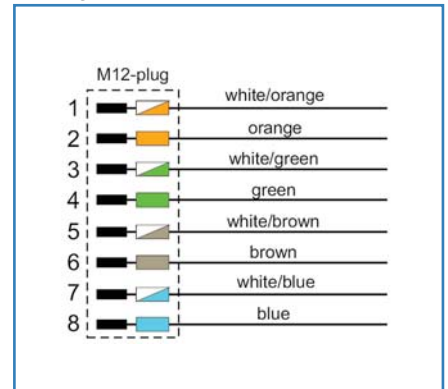 M12-plug
1 white/orange
2 orange
3 white/green
4 green
5 white/brown
6 brown
7 white/blue
8 blue